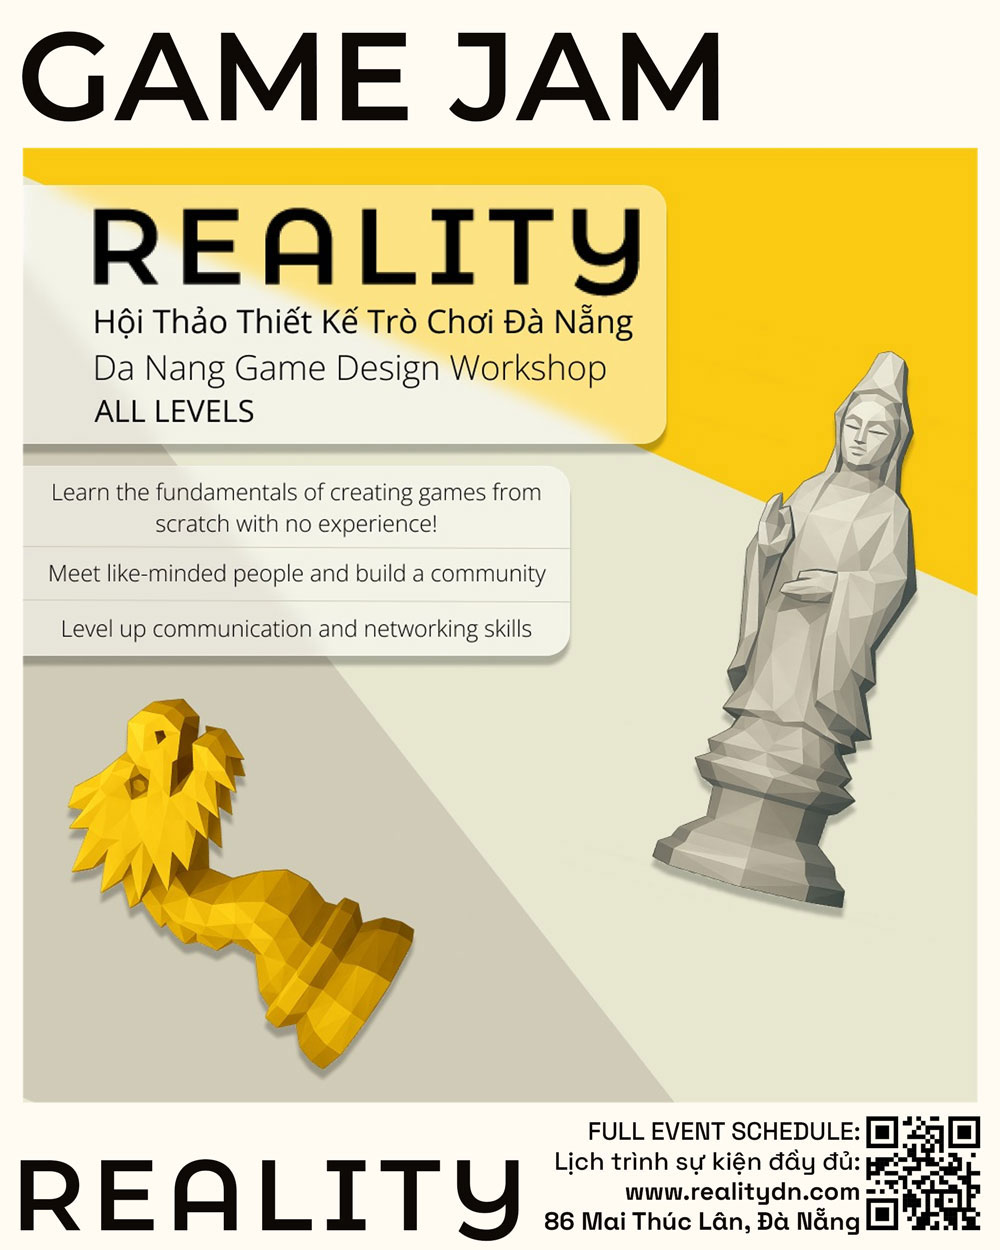 GAME JAM
REALITY
Hội Thảo Thiết Kế Trò Chơi Đà Nẵng
Da Nang Game Design Workshop
ALL LEVELS
Learn the fundamentals of creating games from
scratch with no experience!
Meet like-minded people and build a community
Level up communication and networking skills
REALITY
FULL EVENT SCHEDULE:
Lịch trình sự kiện đầy đủ:
www.realitydn.com
86 Mai Thúc Lân, Đà Nẵng